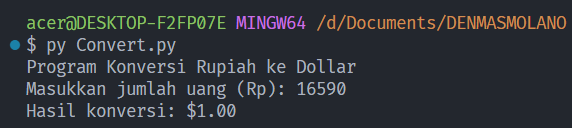 acer@DESKTOP-F2FP07E MINGW64 /d/Documents/DENMASMOLANO
$ py Convert.py
Program Konversi Rupiah ke Dollar
Masukkan jumlah uang (Rp): 16590
Hasil konversi: $1.00